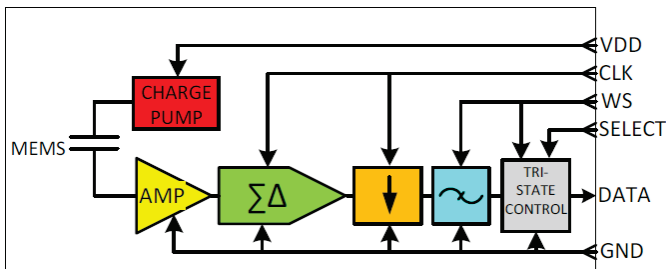 VDD
CLK
CHARGE
PUMP
WS
SELECT
MEMS
AMP
∑Δ
TRI-
STATE
CONTROL
DATA
GND